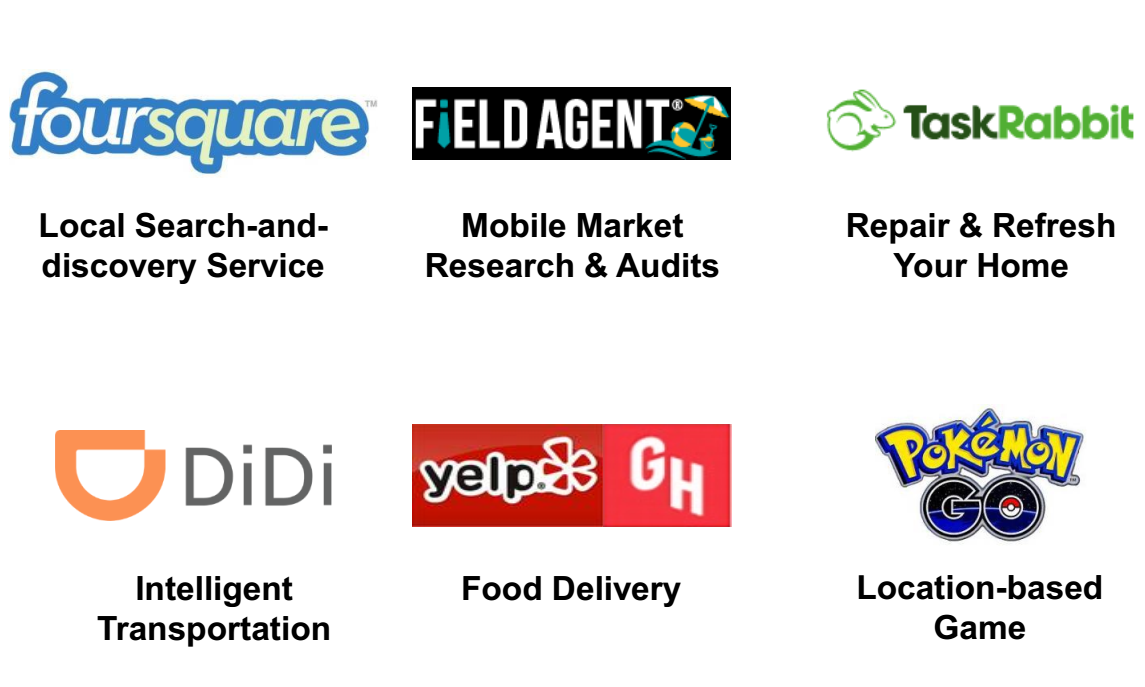 foursquare™
FiELD AGENT®
TaskRabbit
Local Search-and-
discovery Service
Mobile Market
Research & Audits
Repair & Refresh
Your Home
DiDi
yelp
GH
POKéMON
GO
Intelligent
Transportation
Food Delivery
Location-based
Game